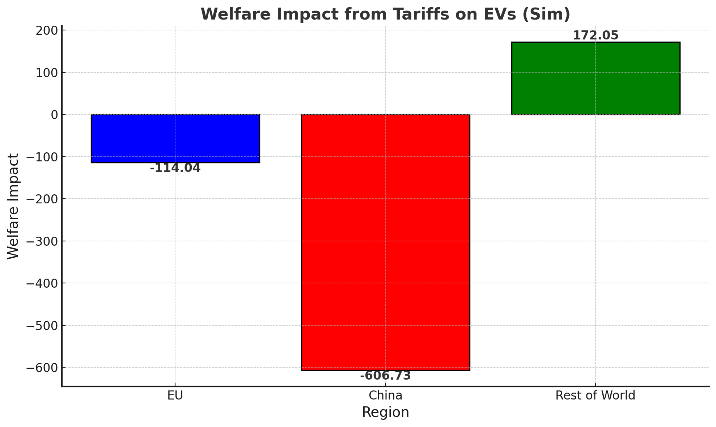 Welfare Impact from Tariffs on EVs (Sim)
Welfare Impact
200
100
0
−100
−200
−300
−400
−500
−600
172.05
-114.04
-606.73
EU
China
Rest of World
Region